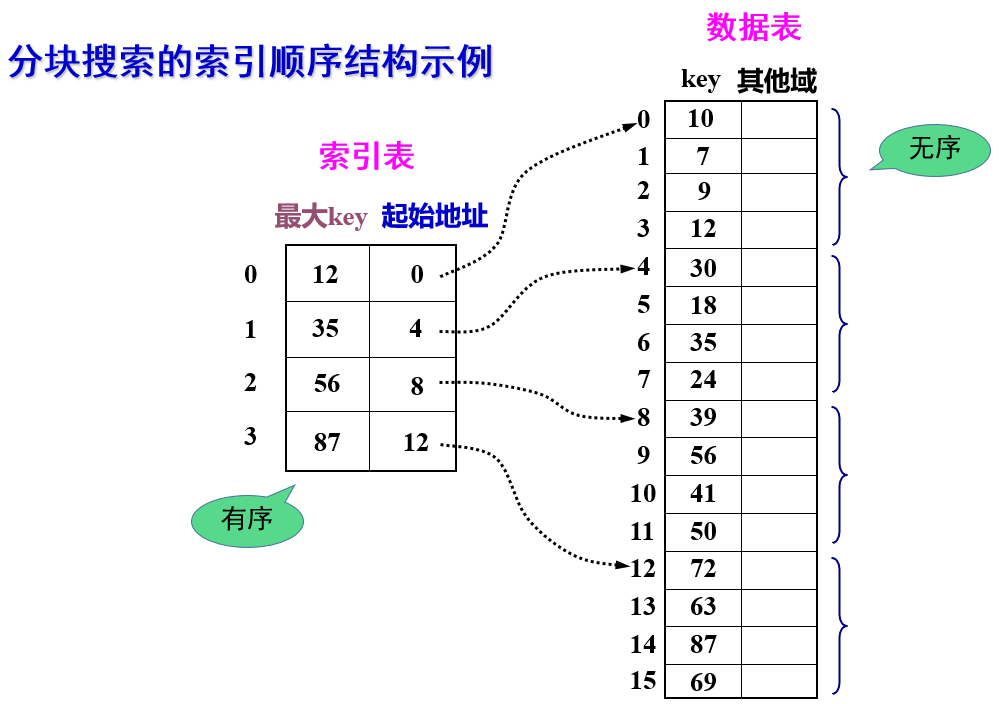 分块搜索的索引顺序结构示例
数据表
key 其他域
索引表
最大key 起始地址
0 12 0
1 35 4
2 56 8
3 87 12
有序
0 10
1 7
2 9
3 12
4 30
5 18
6 35
7 24
8 39
9 56
10 41
11 50
12 72
13 63
14 87
15 69
无序